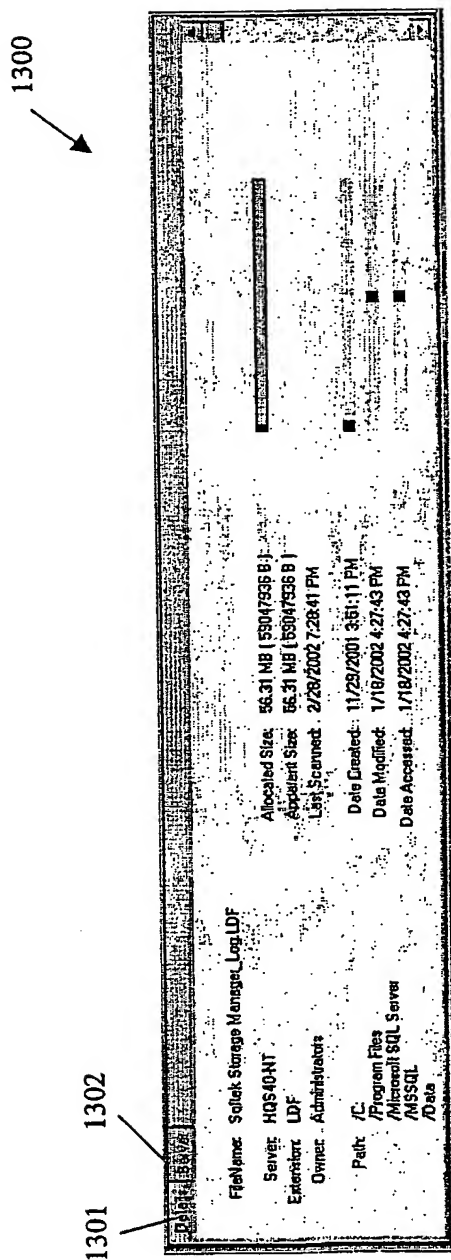 1300
1301
1302
Details Server
FileName: Softek Storage Manager_Log.LDF
Server: HQS40-NT
Extension: LDF
Owner: Administrators
Path: /C:
/Program Files
/Microsoft SQL Server
/MSSQL
/Data
Allocated Size: 56.31 MB ( 59047936 B )
Apparent Size: 56.31 MB ( 59047936 B )
Last Scanned: 2/28/2002 7:28:41 PM
Date Created: 11/29/2001 3:51:11 PM
Date Modified: 1/18/2002 4:27:43 PM
Date Accessed: 1/18/2002 4:27:43 PM